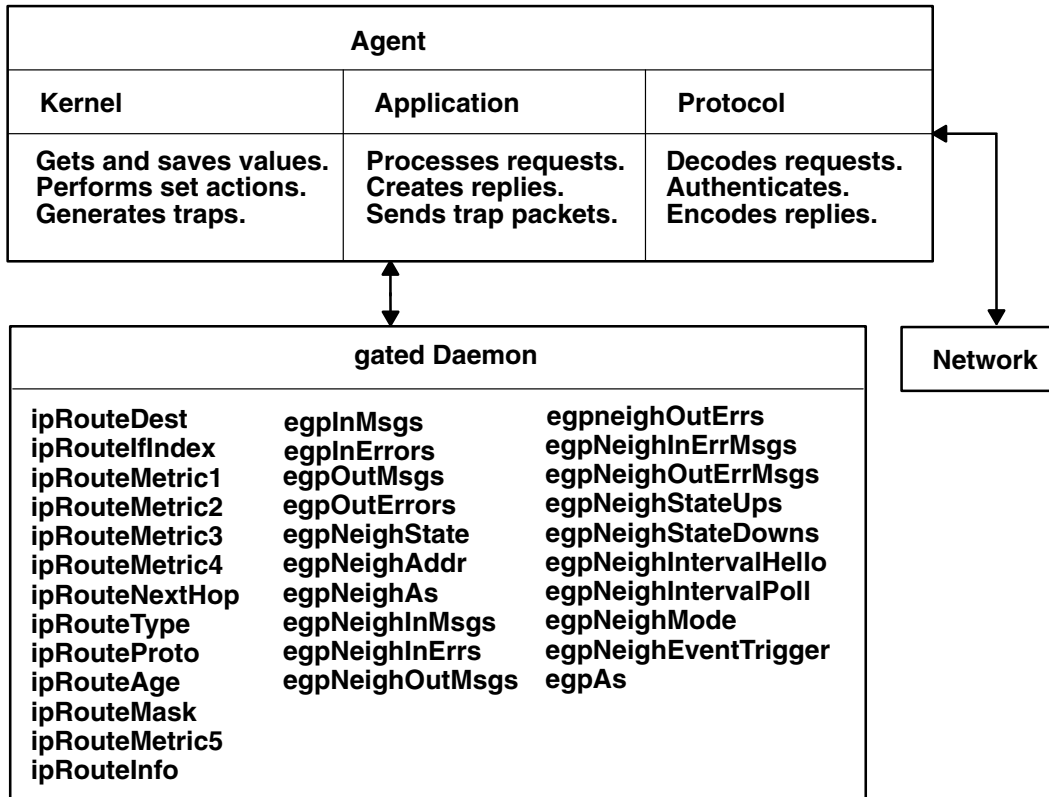 Agent
Kernel
Application
Protocol
Gets and saves values.
Performs set actions.
Generates traps.
Processes requests.
Creates replies.
Sends trap packets.
Decodes requests.
Authenticates.
Encodes replies.
Network
gated Daemon
ipRouteDest
ipRouteIfIndex
ipRouteMetric1
ipRouteMetric2
ipRouteMetric3
ipRouteMetric4
ipRouteNextHop
ipRouteType
ipRouteProto
ipRouteAge
ipRouteMask
ipRouteMetric5
ipRouteInfo
egpInMsgs
egpInErrors
egpOutMsgs
egpOutErrors
egpNeighState
egpNeighAddr
egpNeighAs
egpNeighInMsgs
egpNeighInErrs
egpNeighOutMsgs
egpneighOutErrs
egpNeighInErrMsgs
egpNeighOutErrMsgs
egpNeighStateUps
egpNeighStateDowns
egpNeighIntervalHello
egpNeighIntervalPoll
egpNeighMode
egpNeighEventTrigger
egpAs